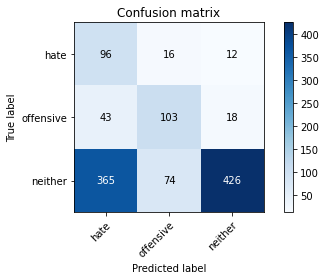 Confusion matrix
hate 96 16 12
offensive 43 103 18
neither 365 74 426
hate offensive neither
True label
Predicted label
400
350
300
250
200
150
100
50